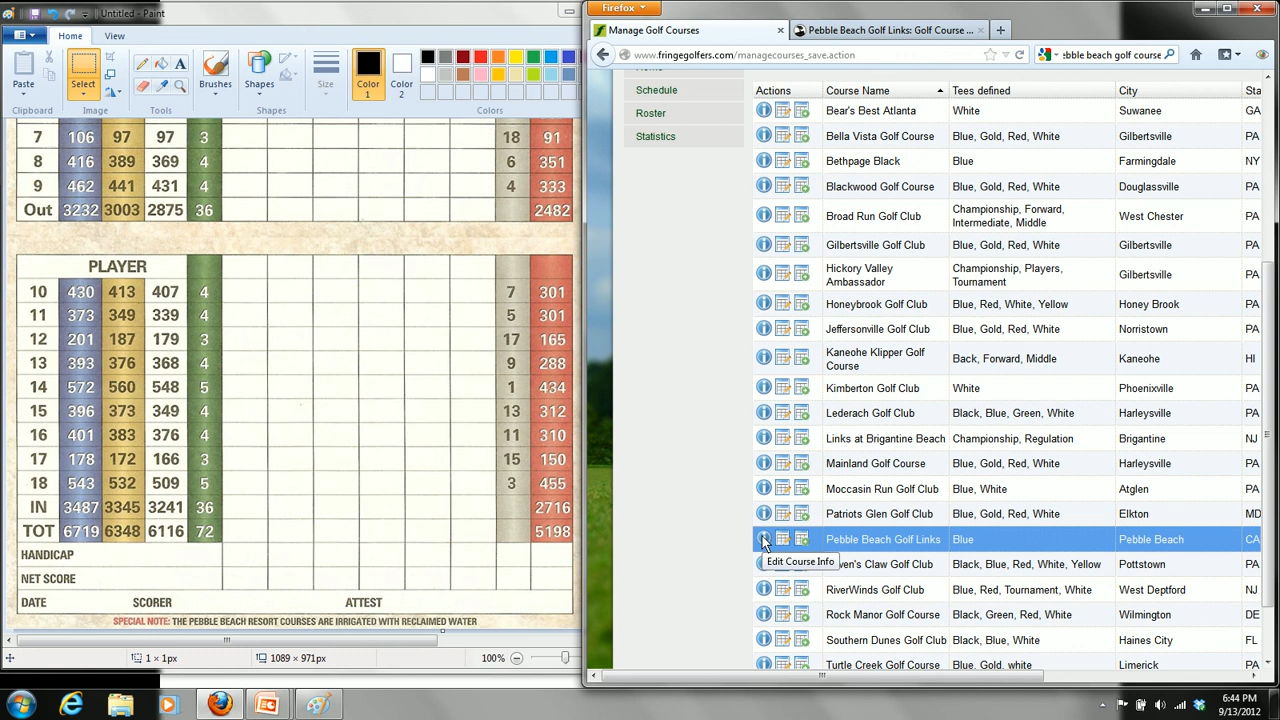 Untitled - Paint
Home View
Paste
Select
Brushes
Shapes
Size
Color 1
Color 2
Clipboard Image Tools Shapes Colors
7 106 97 97 3 18 91
8 416 389 369 4 6 351
9 462 441 431 4 4 333
Out 3232 3003 2875 36 2482
PLAYER
10 430 413 407 4 7 301
11 373 349 339 4 5 301
12 201 187 179 3 17 165
13 393 376 368 4 9 288
14 572 560 548 5 1 434
15 396 373 349 4 13 312
16 401 383 376 4 11 310
17 178 172 166 3 15 150
18 543 532 509 5 3 455
IN 3487 3345 3241 36 2716
TOT 6719 6348 6116 72 5198
HANDICAP
NET SCORE
DATE SCORER ATTEST
SPECIAL NOTE: THE PEBBLE BEACH RESORT COURSES ARE IRRIGATED WITH RECLAIMED WATER
1 × 1px 1089 × 971px 100%
Firefox
Manage Golf Courses
Pebble Beach Golf Links: Golf Course ...
www.fringegolfers.com/managecourses_save.action
bble beach golf course
Schedule
Roster
Statistics
Actions Course Name Tees defined City Sta
Bear's Best Atlanta White Suwanee GA
Bella Vista Golf Course Blue, Gold, Red, White Gilbertsville PA
Bethpage Black Blue Farmingdale NY
Blackwood Golf Course Blue, Gold, Red, White Douglassville PA
Broad Run Golf Club Championship, Forward, Intermediate, Middle West Chester PA
Gilbertsville Golf Club Blue, Gold, Red, White Gilbertsville PA
Hickory Valley Ambassador Championship, Players, Tournament Gilbertsville PA
Honeybrook Golf Club Blue, Red, White, Yellow Honey Brook PA
Jeffersonville Golf Club Blue, Gold, Red, White Norristown PA
Kaneohe Klipper Golf Course Back, Forward, Middle Kaneohe HI
Kimberton Golf Club White Phoenixville PA
Lederach Golf Club Black, Blue, Green, White Harleysville PA
Links at Brigantine Beach Championship, Regulation Brigantine NJ
Mainland Golf Course Blue, Gold, Red, White Harleysville PA
Moccasin Run Golf Club Blue, White Atglen PA
Patriots Glen Golf Club Blue, Gold, Red, White Elkton MD
Pebble Beach Golf Links Blue Pebble Beach CA
Edit Course Info
ven's Claw Golf Club Black, Blue, Red, White, Yellow Pottstown PA
RiverWinds Golf Club Blue, Red, Tournament, White West Deptford NJ
Rock Manor Golf Course Black, Green, Red, White Wilmington DE
Southern Dunes Golf Club Black, Blue, White Haines City FL
Turtle Creek Golf Course Blue, Gold, white Limerick PA
6:44 PM
9/13/2012